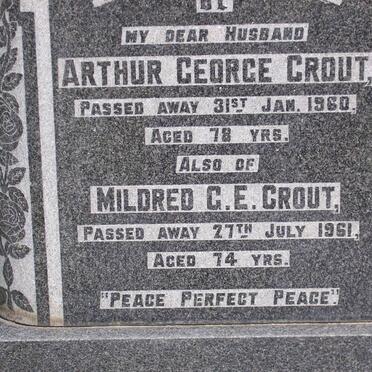 MY DEAR HUSBAND
ARTHUR GEORGE CROUT,
PASSED AWAY 31ST JAN. 1960,
AGED 78 YRS.
ALSO OF
MILDRED G.E. CROUT,
PASSED AWAY 27TH JULY 1961,
AGED 74 YRS.
"PEACE PERFECT PEACE".